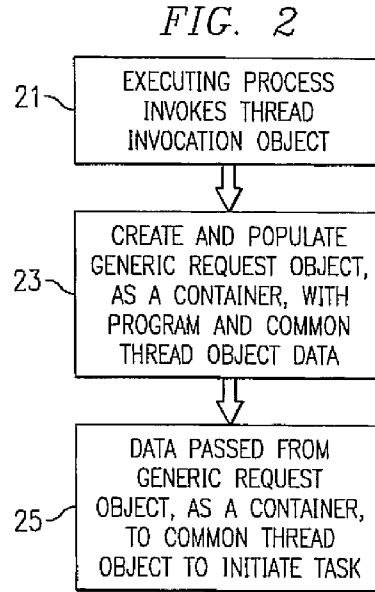 FIG. 2
21
EXECUTING PROCESS
INVOKES THREAD
INVOCATION OBJECT
23
CREATE AND POPULATE
GENERIC REQUEST OBJECT,
AS A CONTAINER, WITH
PROGRAM AND COMMON
THREAD OBJECT DATA
25
DATA PASSED FROM
GENERIC REQUEST
OBJECT, AS A CONTAINER,
TO COMMON THREAD
OBJECT TO INITIATE TASK